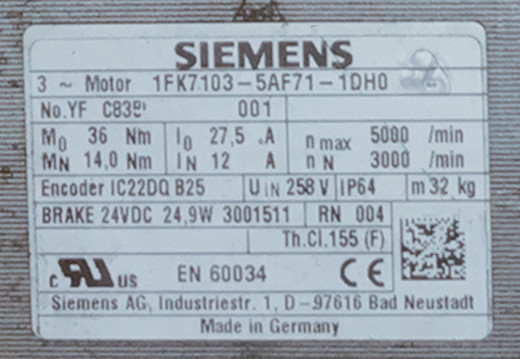 SIEMENS
3 ~ Motor 1FK7103-5AF71-1DH0
No.YF 001
M0 36 Nm I0 27,5 A n max 5000 /min
MN 14,0 Nm IN 12 A n N 3000 /min
Encoder IC22DQ B25 U IN 258 V IP64 m 32 kg
BRAKE 24VDC 24,9W 3001511 RN 004
Th.Cl.155 (F)
c RU US EN 60034 CE
Siemens AG, Industriestr. 1, D-97616 Bad Neustadt
Made in Germany